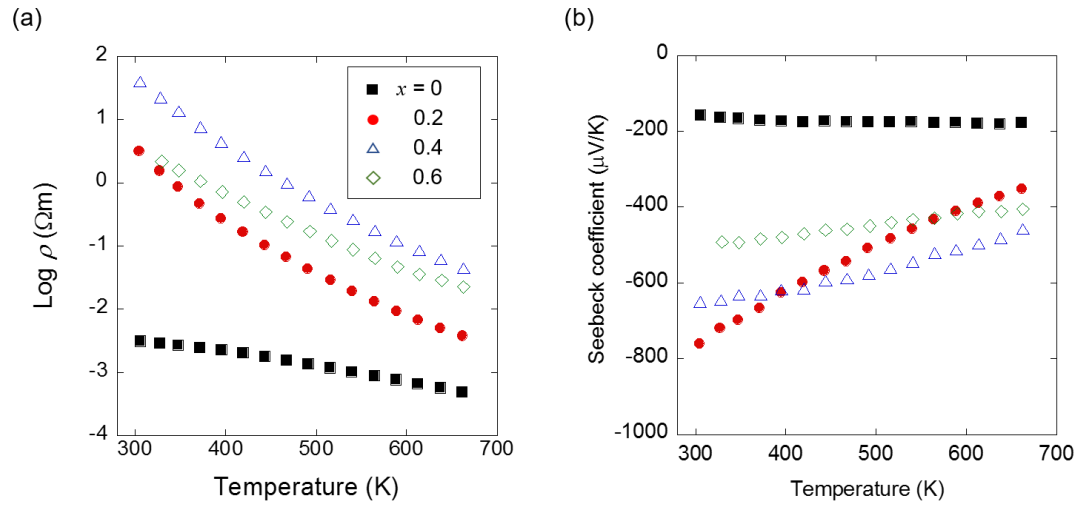 (a)
2
1
0
-1
-2
-3
-4
Log ρ (Ωm)
300 400 500 600 700
Temperature (K)
x = 0
0.2
0.4
0.6
(b)
0
-200
-400
-600
-800
-1000
Seebeck coefficient (μV/K)
300 400 500 600 700
Temperature (K)